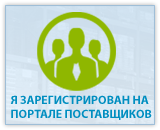 Я ЗАРЕГИСТРИРОВАН НА
ПОРТАЛЕ ПОСТАВЩИКОВ